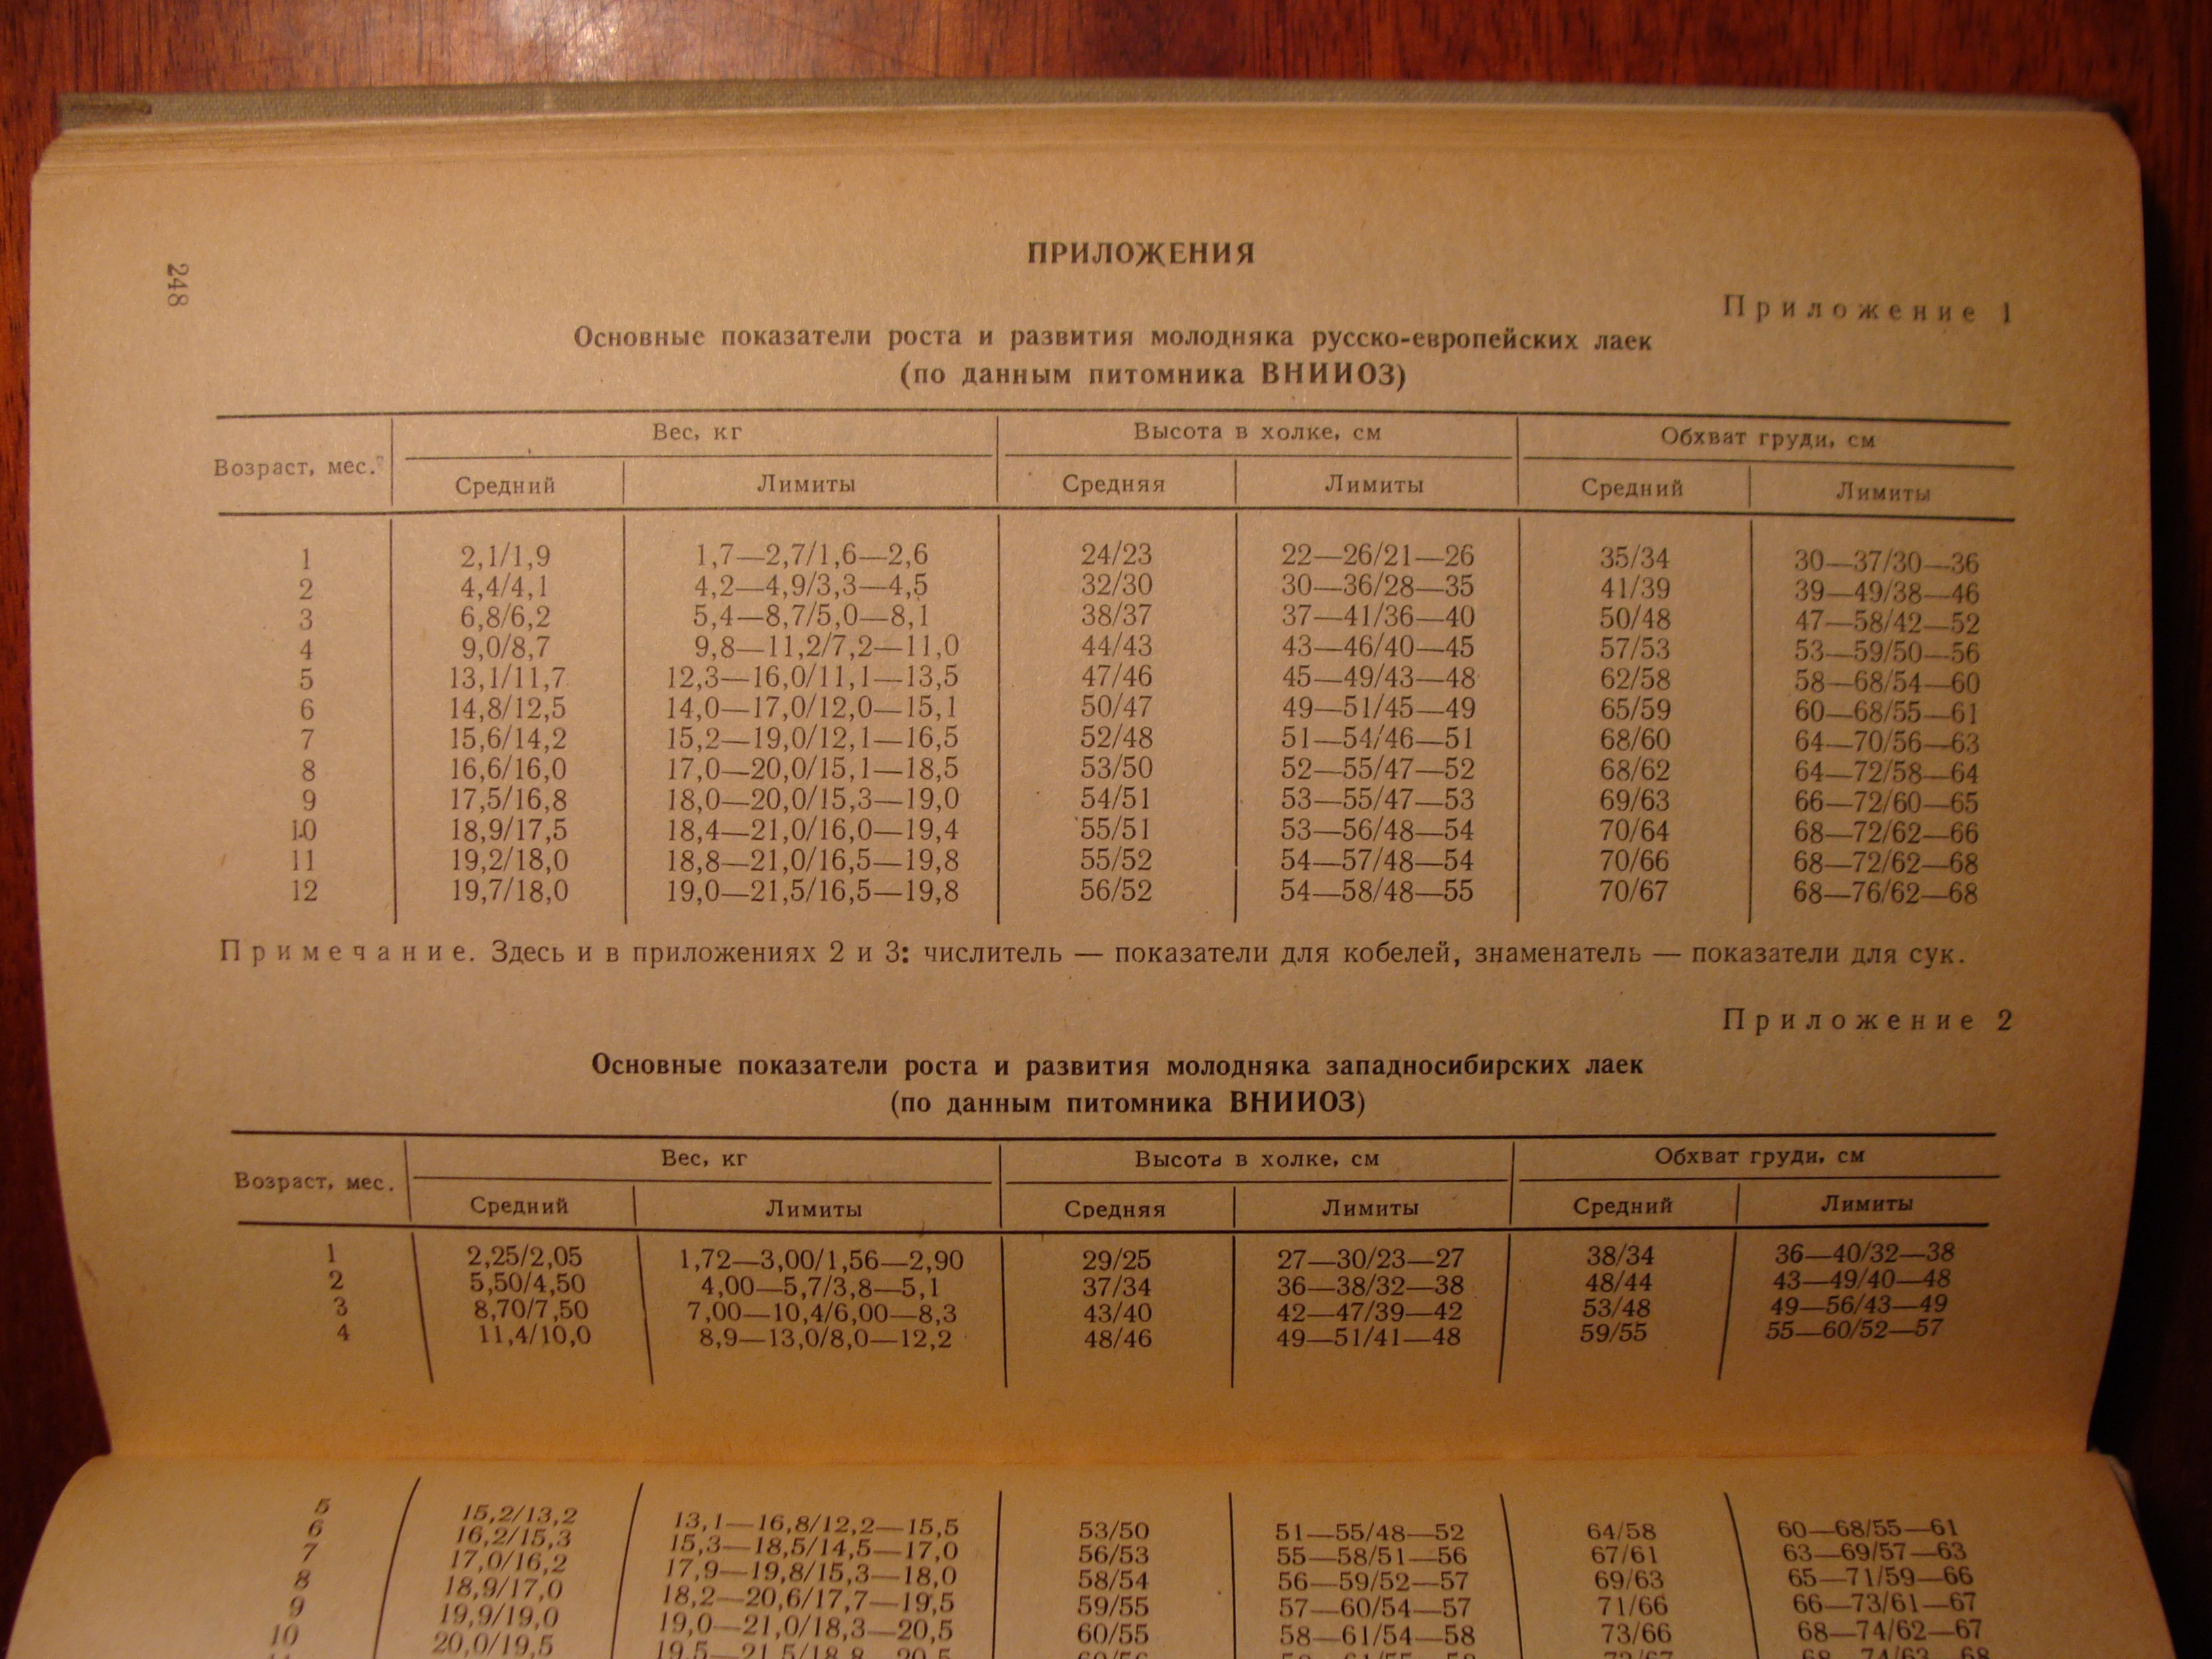 248
ПРИЛОЖЕНИЯ
Приложение 1
Основные показатели роста и развития молодняка русско-европейских лаек
(по данным питомника ВНИИОЗ)
Возраст, мес. Вес, кг Высота в холке, см Обхват груди, см
Средний Лимиты Средняя Лимиты Средний Лимиты
1 2,1/1,9 1,7—2,7/1,6—2,6 24/23 22—26/21—26 35/34 30—37/30—36
2 4,4/4,1 4,2—4,9/3,3—4,5 32/30 30—36/28—35 41/39 39—49/38—46
3 6,8/6,2 5,4—8,7/5,0—8,1 38/37 37—41/36—40 50/48 47—58/42—52
4 9,0/8,7 9,8—11,2/7,2—11,0 44/43 43—46/40—45 57/53 53—59/50—56
5 13,1/11,7 12,3—16,0/11,1—13,5 47/46 45—49/43—48 62/58 58—68/54—60
6 14,8/12,5 14,0—17,0/12,0—15,1 50/47 49—51/45—49 65/59 60—68/55—61
7 15,6/14,2 15,2—19,0/12,1—16,5 52/48 51—54/46—51 68/60 64—70/56—63
8 16,6/16,0 17,0—20,0/15,1—18,5 53/50 52—55/47—52 68/62 64—72/58—64
9 17,5/16,8 18,0—20,0/15,3—19,0 54/51 53—55/47—53 69/63 66—72/60—65
10 18,9/17,5 18,4—21,0/16,0—19,4 55/51 53—56/48—54 70/64 68—72/62—66
11 19,2/18,0 18,8—21,0/16,5—19,8 55/52 54—57/48—54 70/66 68—72/62—68
12 19,7/18,0 19,0—21,5/16,5—19,8 56/52 54—58/48—55 70/67 68—76/62—68
Примечание. Здесь и в приложениях 2 и 3: числитель — показатели для кобелей, знаменатель — показатели для сук.
Приложение 2
Основные показатели роста и развития молодняка западносибирских лаек
(по данным питомника ВНИИОЗ)
Возраст, мес. Вес, кг Высота в холке, см Обхват груди, см
Средний Лимиты Средняя Лимиты Средний Лимиты
1 2,25/2,05 1,72—3,00/1,56—2,90 29/25 27—30/23—27 38/34 36—40/32—38
2 5,50/4,50 4,00—5,7/3,8—5,1 37/34 36—38/32—38 48/44 43—49/40—48
3 8,70/7,50 7,00—10,4/6,00—8,3 43/40 42—47/39—42 53/48 49—56/43—49
4 11,4/10,0 8,9—13,0/8,0—12,2 48/46 49—51/41—48 59/55 55—60/52—57
5 15,2/13,2 13,1—16,8/12,2—15,5 53/50 51—55/48—52 64/58 60—68/55—61
6 16,2/15,3 15,3—18,5/14,5—17,0 56/53 55—58/51—56 67/61 63—69/57—63
7 17,0/16,2 17,9—19,8/15,3—18,0 58/54 56—59/52—57 69/63 65—71/59—66
8 18,9/17,0 18,2—20,6/17,7—19,5 59/55 57—60/54—57 71/66 66—73/61—67
9 19,9/19,0 19,0—21,0/18,3—20,5 60/55 58—61/54—58 73/66 68—74/62—67
10 20,0/19,5